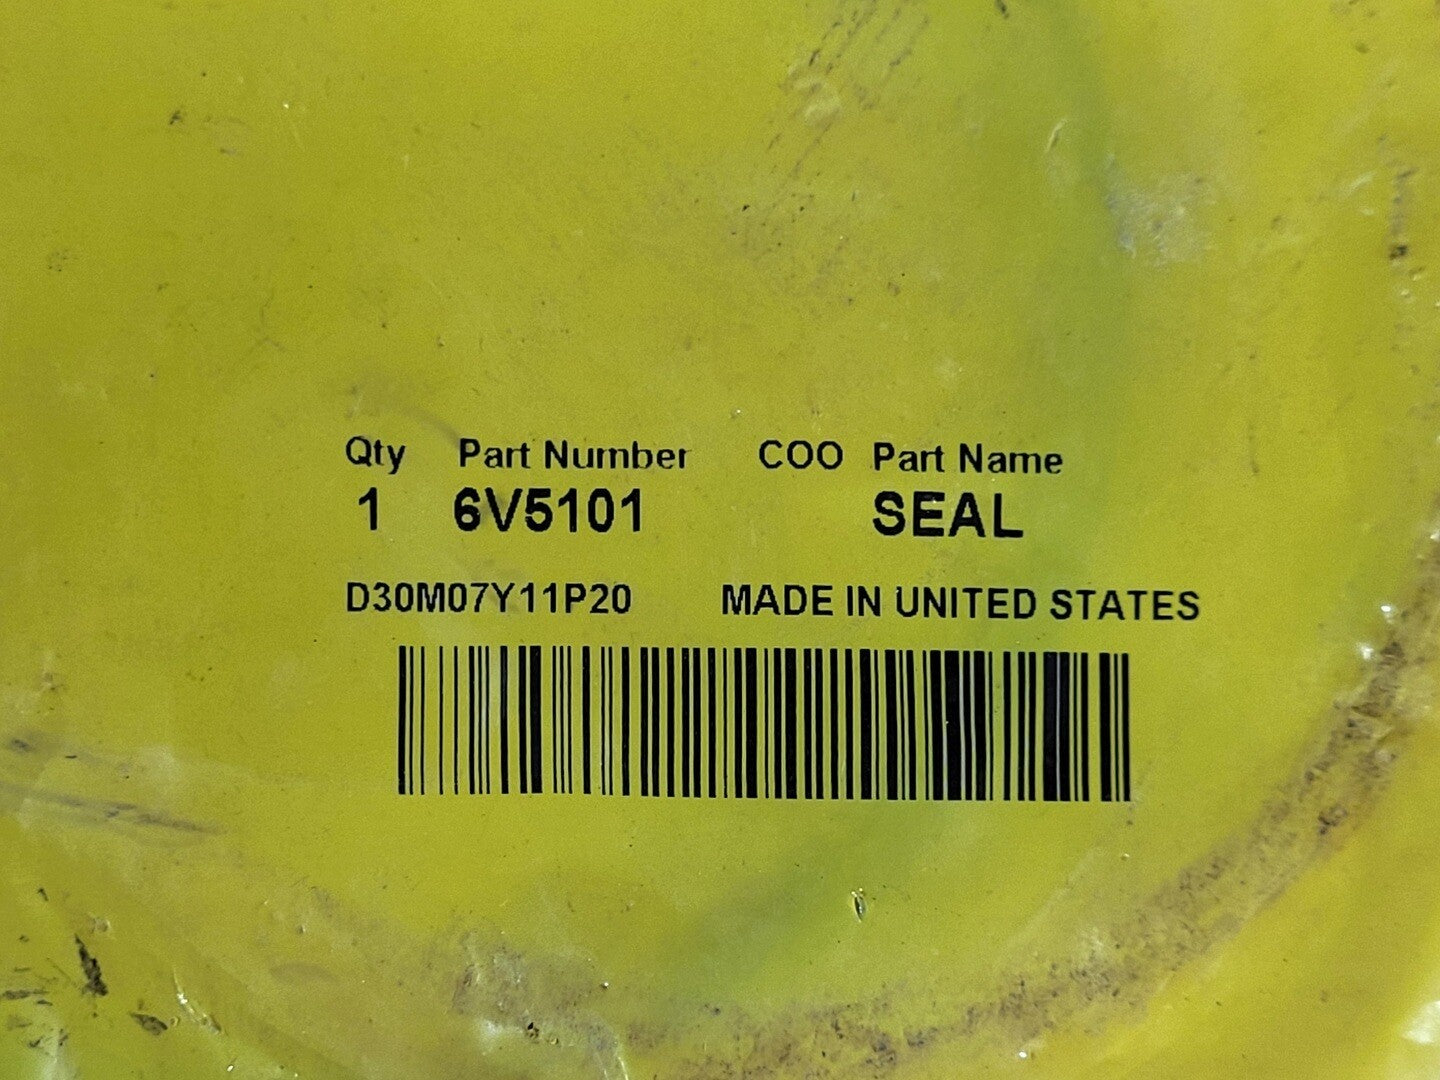 Qty Part Number COO Part Name
1 6V5101 SEAL
D30M07Y11P20 MADE IN UNITED STATES